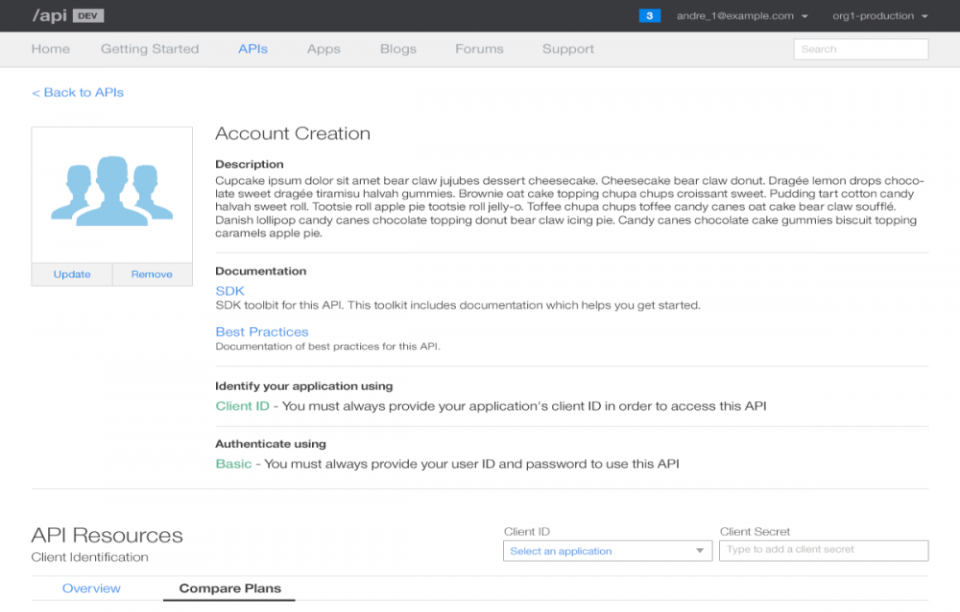 /api DEV
3 andre_1@example.com org1-production
Home Getting Started APIs Apps Blogs Forums Support Search
< Back to APIs
Account Creation
Description
Cupcake ipsum dolor sit amet bear claw jujubes dessert cheesecake. Cheesecake bear claw donut. Dragée lemon drops choco-
late sweet dragée tiramisu halvah gummies. Brownie oat cake topping chupa chups croissant sweet. Pudding tart cotton candy
halvah sweet roll. Tootsie roll apple pie tootsie roll jelly-o. Toffee chupa chups toffee candy canes oat cake bear claw soufflé.
Danish lollipop candy canes chocolate topping donut bear claw icing pie. Candy canes chocolate cake gummies biscuit topping
caramels apple pie.
Update Remove
Documentation
SDK
SDK toolbit for this API. This toolkit includes documentation which helps you get started.
Best Practices
Documentation of best practices for this API.
Identify your application using
Client ID - You must always provide your application's client ID in order to access this API
Authenticate using
Basic - You must always provide your user ID and password to use this API
API Resources
Client Identification
Client ID
Select an application
Client Secret
Type to add a client secret
Overview Compare Plans